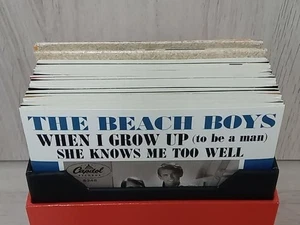 THE BEACH BOYS
WHEN I GROW UP (to be a man)
SHE KNOWS ME TOO WELL
Capitol